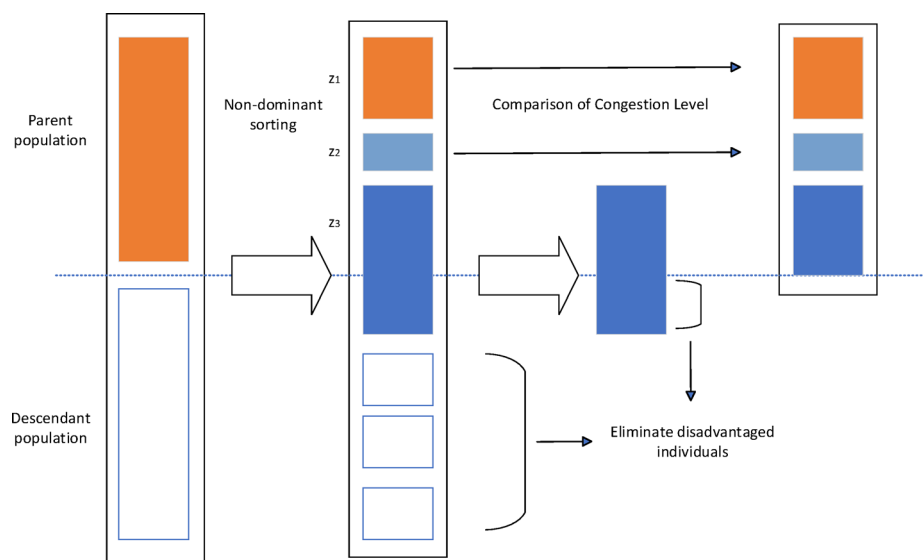 Parent
population
Non-dominant
sorting
Z1
Z2
Z3
Comparison of Congestion Level
Descendant
population
Eliminate disadvantaged
individuals